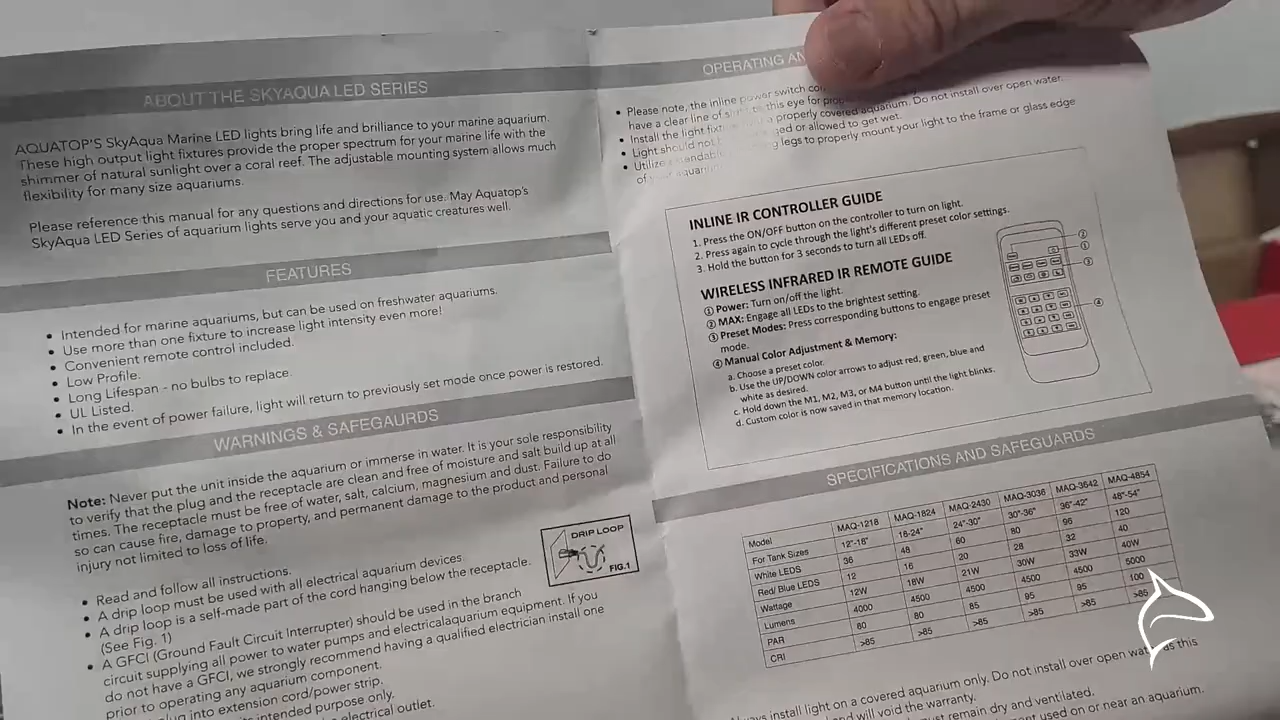 ABOUT THE SKYAQUA LED SERIES
AQUATOP'S SkyAqua Marine LED lights bring life and brilliance to your marine aquarium.
These high output light fixtures provide the proper spectrum for your marine life with the
shimmer of natural sunlight over a coral reef. The adjustable mounting system allows much
flexibility for many size aquariums.
Please reference this manual for any questions and directions for use. May Aquatop's
SkyAqua LED Series of aquarium lights serve you and your aquatic creatures well.
FEATURES
• Intended for marine aquariums, but can be used on freshwater aquariums.
• Use more than one fixture to increase light intensity even more!
• Convenient remote control included.
• Low Profile.
• Long Lifespan - no bulbs to replace.
• UL Listed.
• In the event of power failure, light will return to previously set mode once power is restored.
WARNINGS & SAFEGAURDS
Note: Never put the unit inside the aquarium or immerse in water. It is your sole responsibility
to verify that the plug and the receptacle are clean and free of moisture and salt build up at all
times. The receptacle must be free of water, salt, calcium, magnesium and dust. Failure to do
so can cause fire, damage to property, and permanent damage to the product and personal
injury not limited to loss of life.
DRIP LOOP
FIG.1
• Read and follow all instructions.
• A drip loop must be used with all electrical aquarium devices.
• A drip loop is a self-made part of the cord hanging below the receptacle.
(See Fig. 1)
• A GFCI (Ground Fault Circuit Interrupter) should be used in the branch
circuit supplying all power to water pumps and electricalaquarium equipment. If you
do not have a GFCI, we strongly recommend having a qualified electrician install one
prior to operating any aquarium component.
plug into extension cord/power strip.
its intended purpose only.
electrical outlet.
OPERATING
• Please note, the inline power switch
have a clear line of to this eye for
• Install the light a properly covered aquarium. Do not install over open water.
• Light should not or allowed to get wet.
• Utilize legs to properly mount your light to the frame or glass edge
of
INLINE IR CONTROLLER GUIDE
1. Press the ON/OFF button on the controller to turn on light.
2. Press again to cycle through the light's different preset color settings.
3. Hold the button for 3 seconds to turn all LEDs off.
WIRELESS INFRARED IR REMOTE GUIDE
① Power: Turn on/off the light.
② MAX: Engage all LEDs to the brightest setting.
③ Preset Modes: Press corresponding buttons to engage preset
mode.
④ Manual Color Adjustment & Memory:
a. Choose a preset color.
b. Use the UP/DOWN color arrows to adjust red, green, blue and
white as desired.
c. Hold down the M1, M2, M3, or M4 button until the light blinks.
d. Custom color is now saved in that memory location.
②
①
③
④
SPECIFICATIONS AND SAFEGUARDS
Model MAQ-1218 MAQ-1824 MAQ-2430 MAQ-3036 MAQ-3642 MAQ-4854
For Tank Sizes 12"-18" 18-24" 24"-30" 30"-36" 36"-42" 48"-54"
White LEDS 36 48 60 80 96 120
Red/ Blue LEDS 12 16 20 28 32 40
Wattage 12W 18W 21W 30W 33W 40W
Lumens 4000 4500 4500 4500 4500 5000
PAR 80 80 85 95 95 100
CRI >85 >85 >85 >85 >85 >85
Always install light on a covered aquarium only. Do not install over open as this
and will void the warranty.
must remain dry and ventilated.
used on or near an aquarium.